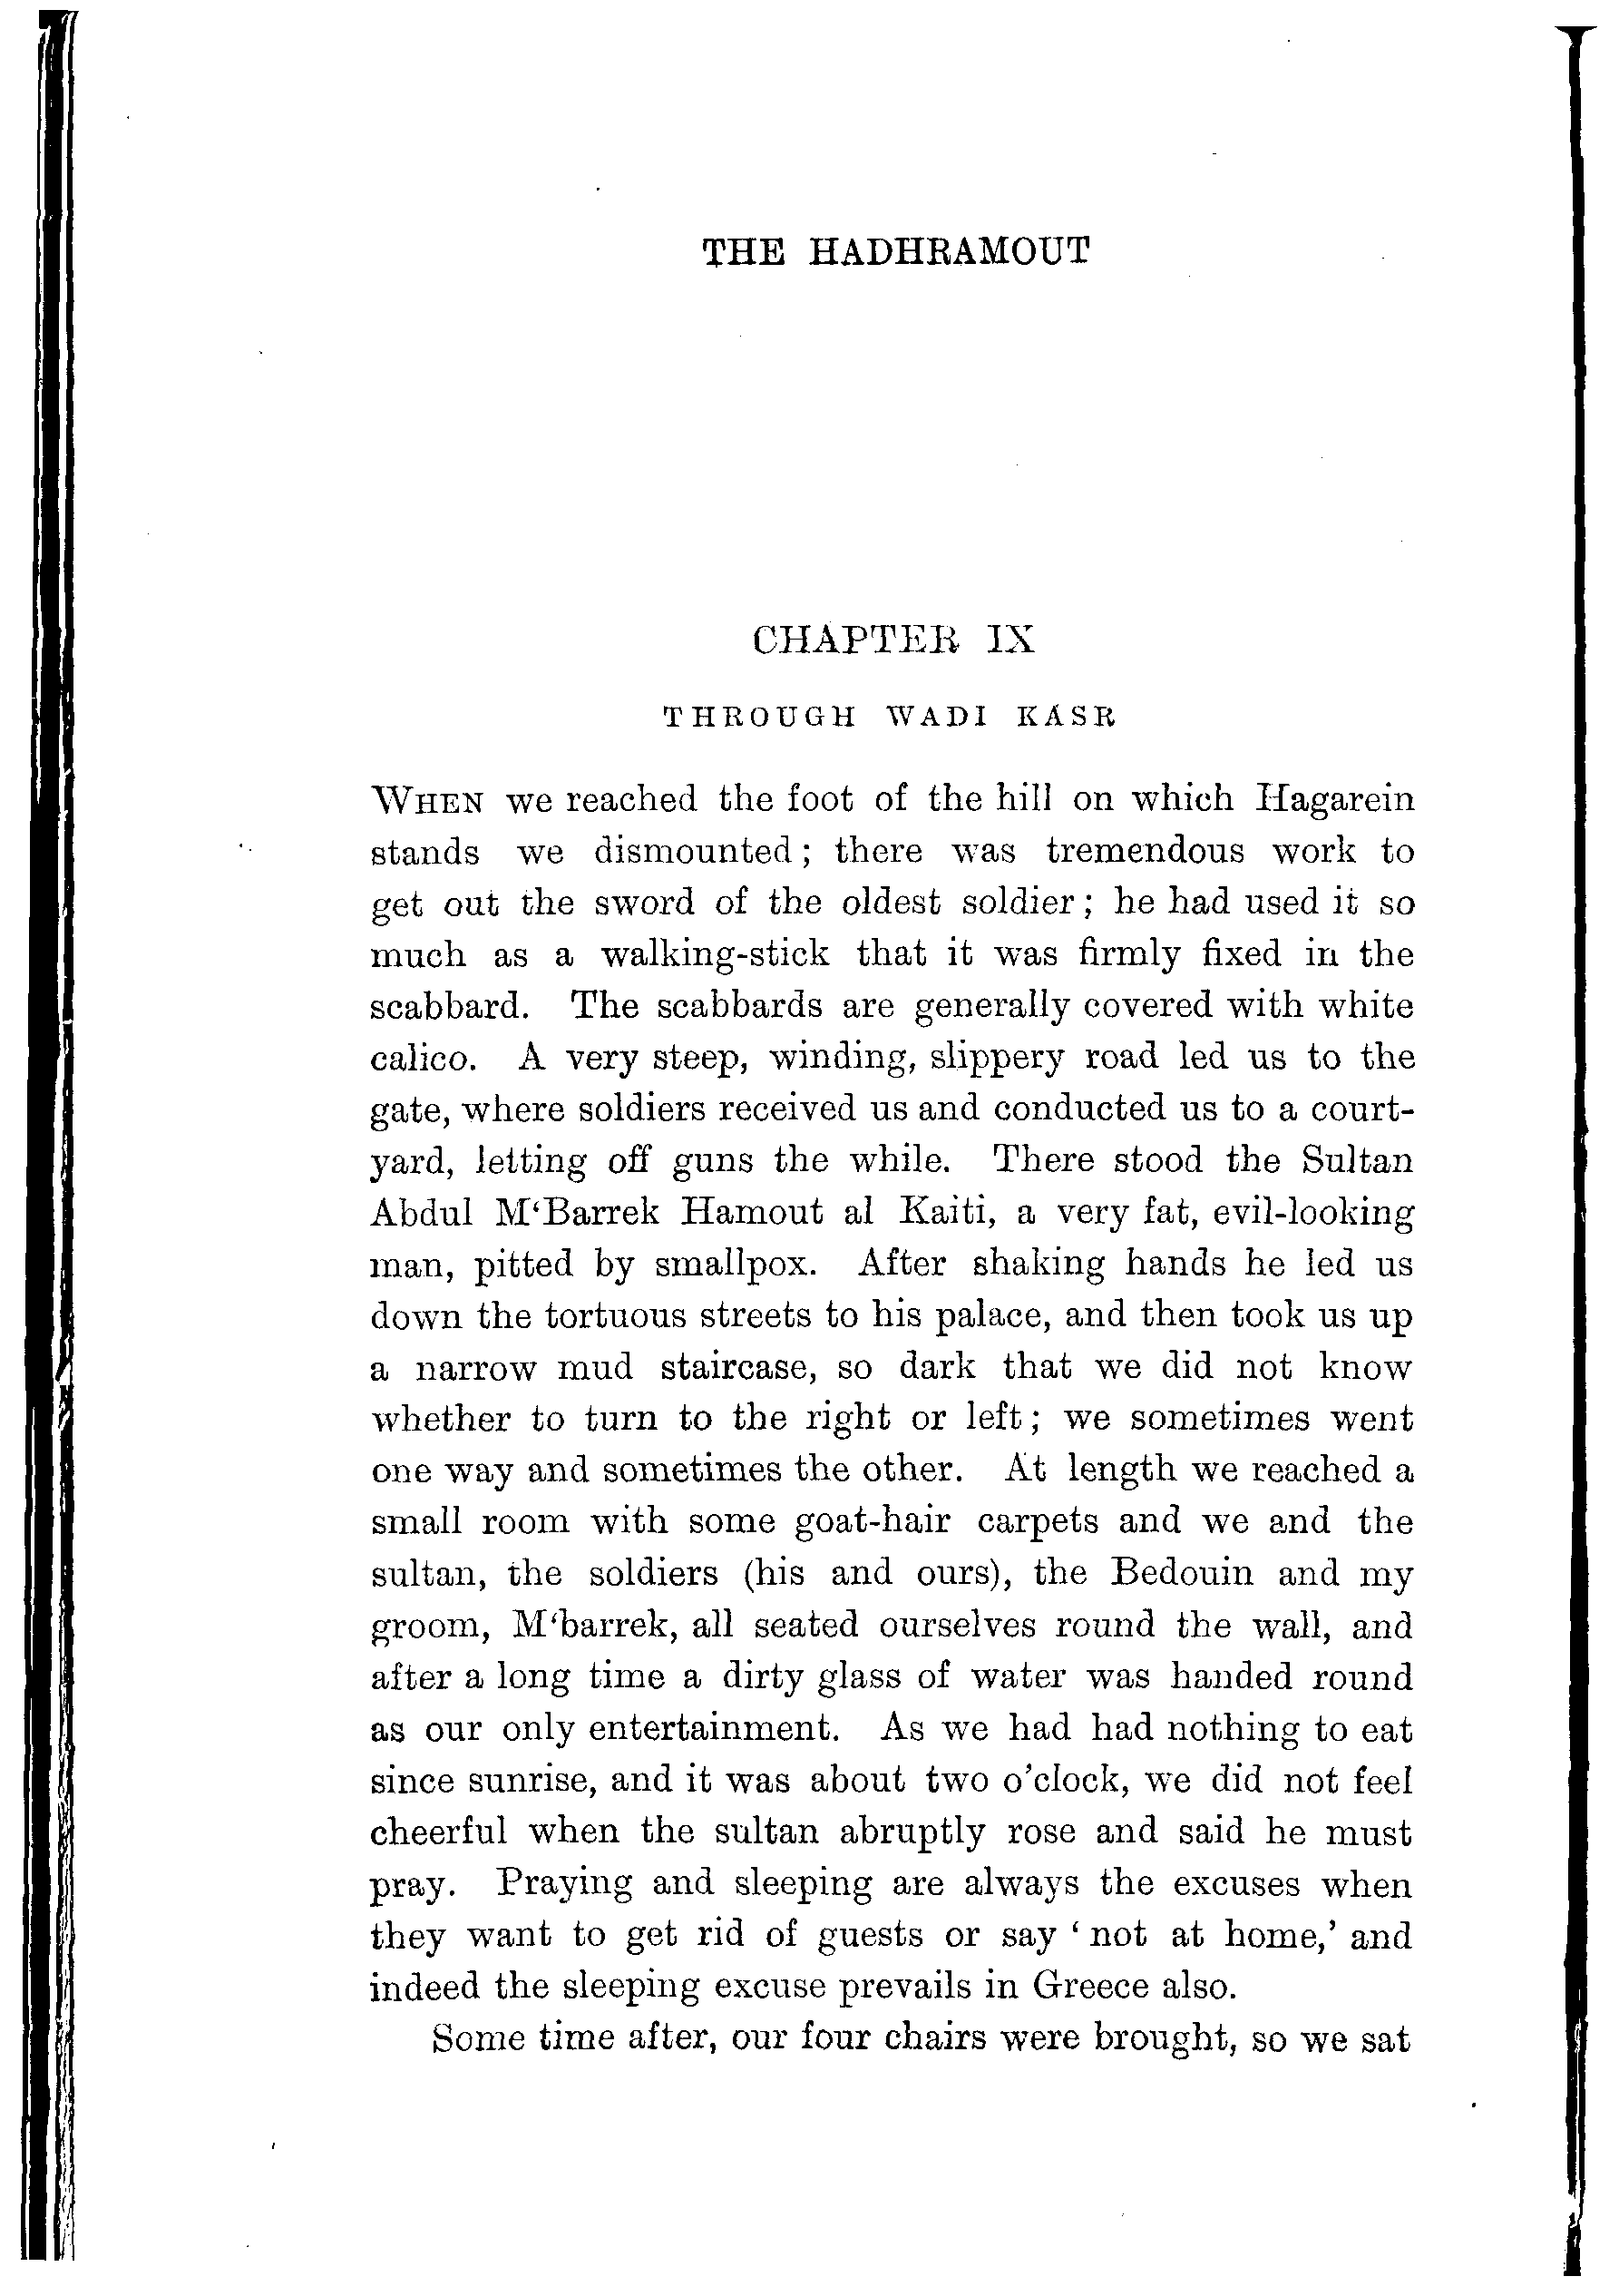 THE HADHRAMOUT
CHAPTER IX
THROUGH WADI KASR
WHEN we reached the foot of the hill on which Hagarein
stands we dismounted; there was tremendous work to
get out the sword of the oldest soldier; he had used it so
much as a walking-stick that it was firmly fixed in the
scabbard. The scabbards are generally covered with white
calico. A very steep, winding, slippery road led us to the
gate, where soldiers received us and conducted us to a court-
yard, letting off guns the while. There stood the Sultan
Abdul M‘Barrek Hamout al Kaiti, a very fat, evil-looking
man, pitted by smallpox. After shaking hands he led us
down the tortuous streets to his palace, and then took us up
a narrow mud staircase, so dark that we did not know
whether to turn to the right or left; we sometimes went
one way and sometimes the other. At length we reached a
small room with some goat-hair carpets and we and the
sultan, the soldiers (his and ours), the Bedouin and my
groom, M‘barrek, all seated ourselves round the wall, and
after a long time a dirty glass of water was handed round
as our only entertainment. As we had had nothing to eat
since sunrise, and it was about two o’clock, we did not feel
cheerful when the sultan abruptly rose and said he must
pray. Praying and sleeping are always the excuses when
they want to get rid of guests or say ‘not at home,’ and
indeed the sleeping excuse prevails in Greece also.
Some time after, our four chairs were brought, so we sat